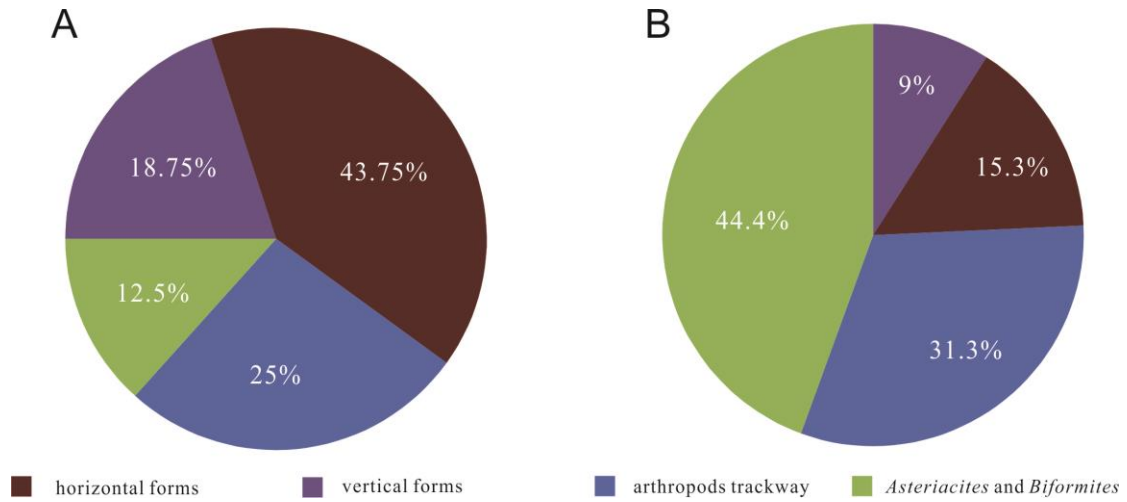 A
B
18.75%
43.75%
12.5%
25%
9%
15.3%
44.4%
31.3%
horizontal forms
vertical forms
arthropods trackway
Asteriacites and Biformites